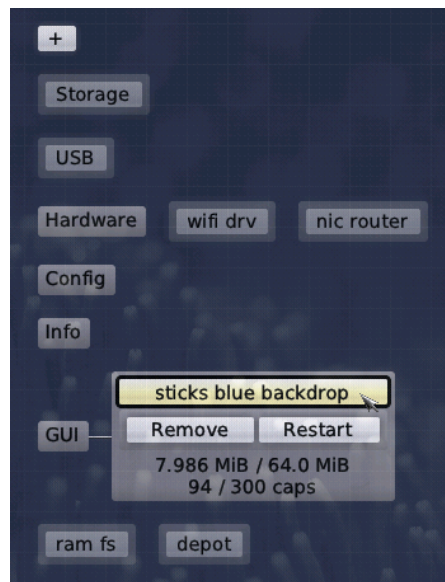 +
Storage
USB
Hardware wifi drv nic router
Config
Info
sticks blue backdrop
GUI Remove Restart
7.986 MiB / 64.0 MiB
94 / 300 caps
ram fs depot